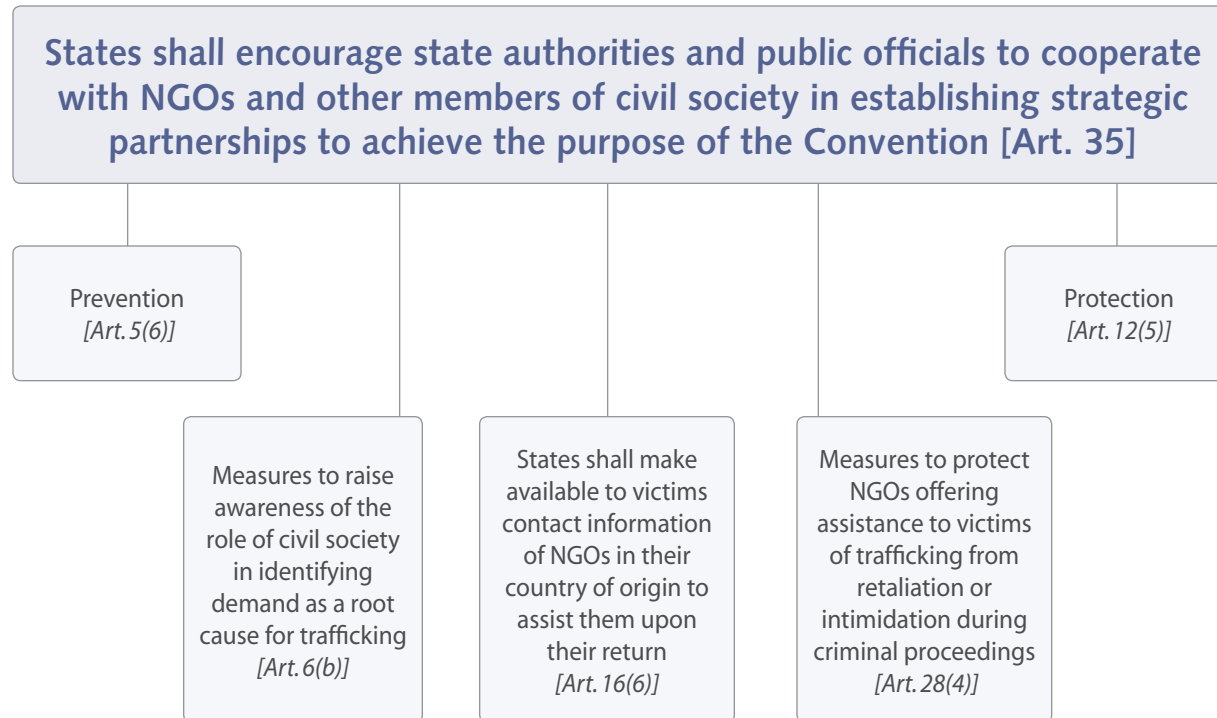 States shall encourage state authorities and public officials to cooperate
with NGOs and other members of civil society in establishing strategic
partnerships to achieve the purpose of the Convention [Art. 35]
Prevention
[Art. 5(6)]
Protection
[Art. 12(5)]
Measures to raise
awareness of the
role of civil society
in identifying
demand as a root
cause for trafficking
[Art. 6(b)]
States shall make
available to victims
contact information
of NGOs in their
country of origin to
assist them upon
their return
[Art. 16(6)]
Measures to protect
NGOs offering
assistance to victims
of trafficking from
retaliation or
intimidation during
criminal proceedings
[Art. 28(4)]